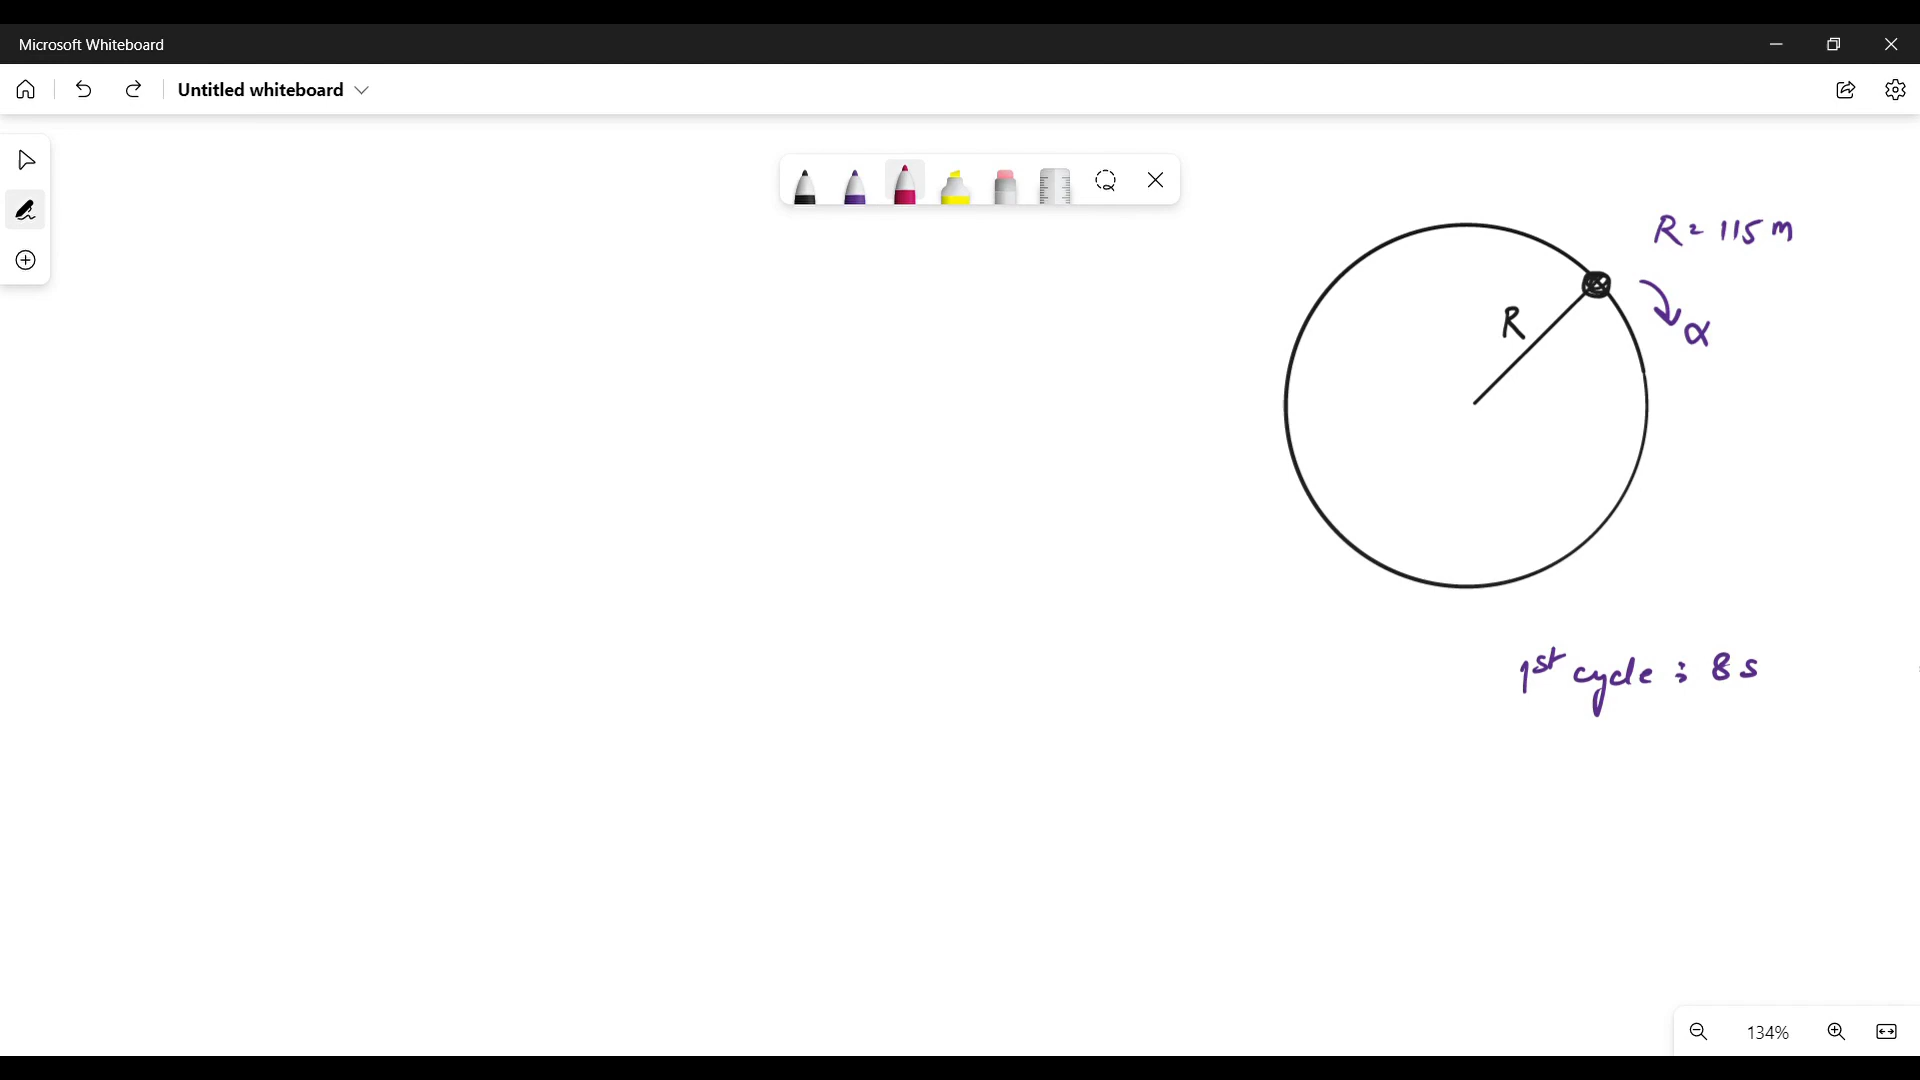 Microsoft Whiteboard
Untitled whiteboard
R = 115 m
R
α
1st cycle : 8 s
134%